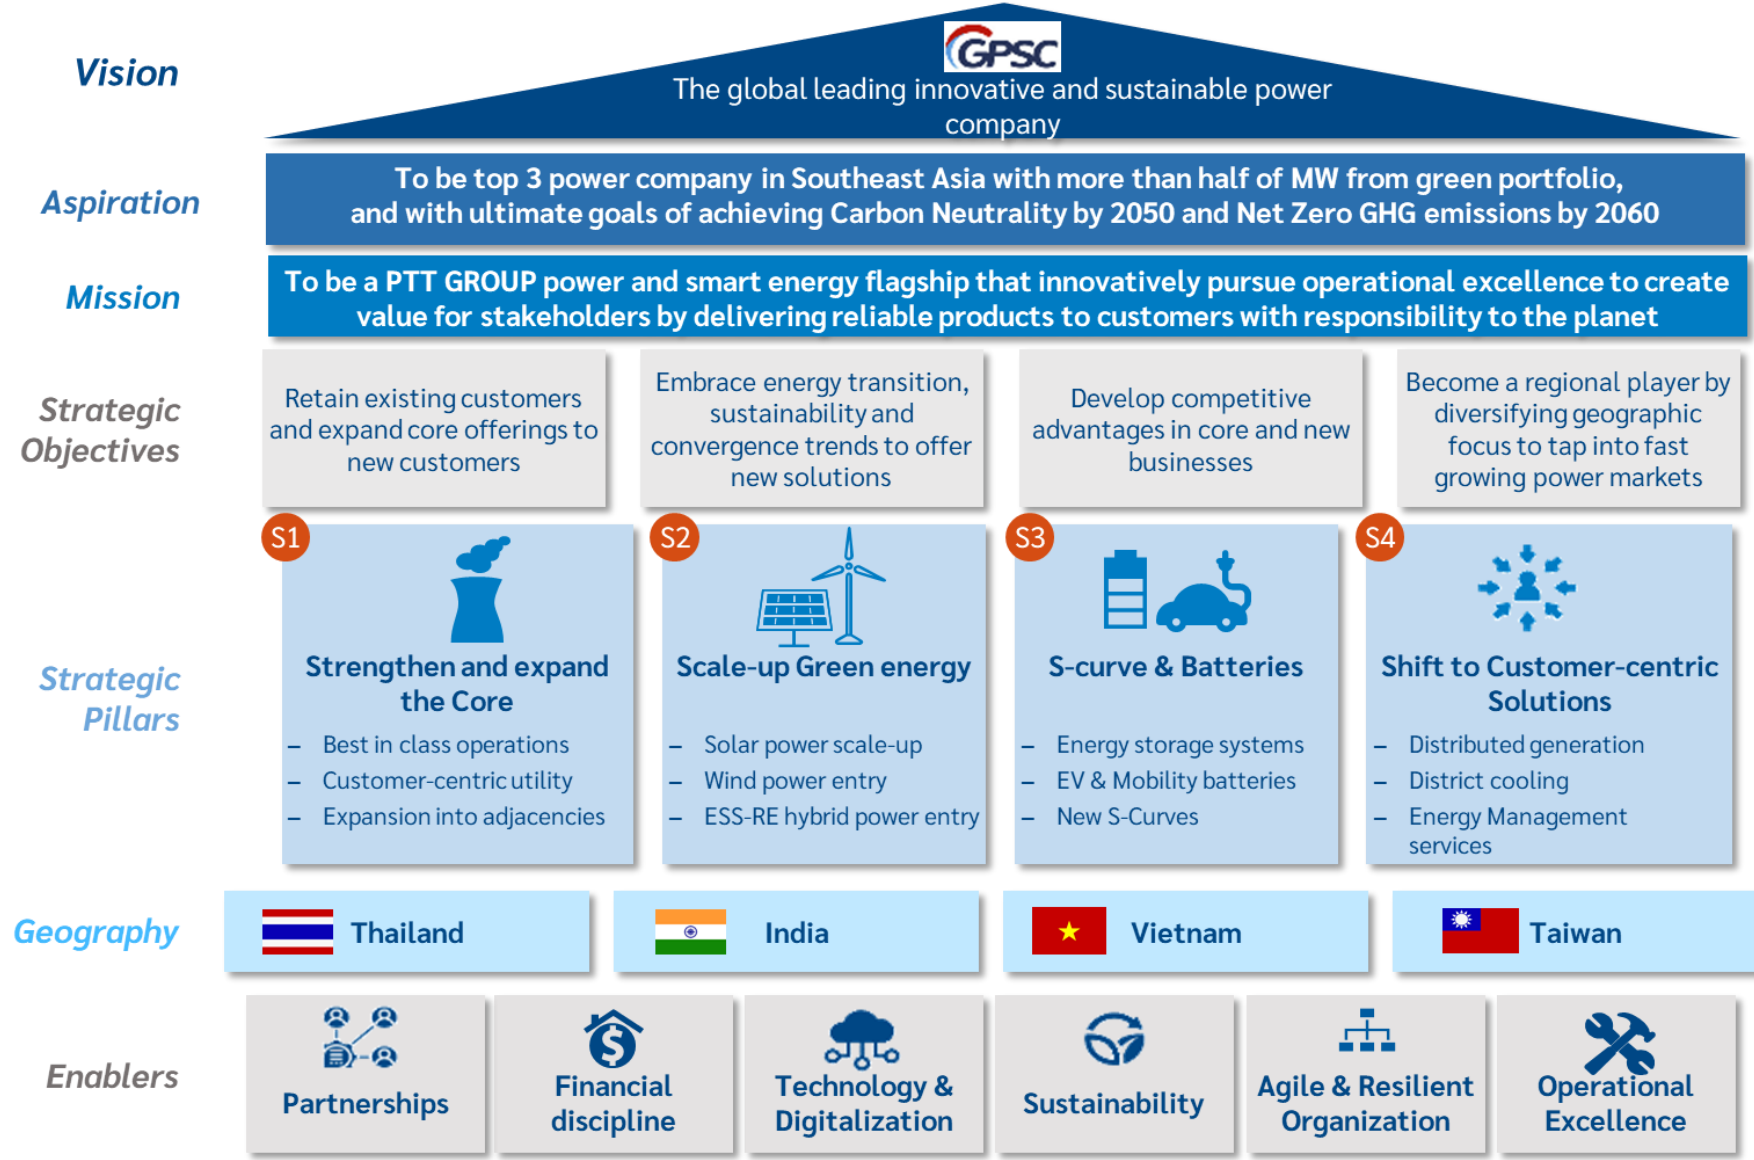 Vision
GPSC
The global leading innovative and sustainable power
company
Aspiration
To be top 3 power company in Southeast Asia with more than half of MW from green portfolio,
and with ultimate goals of achieving Carbon Neutrality by 2050 and Net Zero GHG emissions by 2060
Mission
To be a PTT GROUP power and smart energy flagship that innovatively pursue operational excellence to create
value for stakeholders by delivering reliable products to customers with responsibility to the planet
Strategic
Objectives
Retain existing customers
and expand core offerings to
new customers
Embrace energy transition,
sustainability and
convergence trends to offer
new solutions
Develop competitive
advantages in core and new
businesses
Become a regional player by
diversifying geographic
focus to tap into fast
growing power markets
Strategic
Pillars
S1
Strengthen and expand
the Core
– Best in class operations
– Customer-centric utility
– Expansion into adjacencies
S2
Scale-up Green energy
– Solar power scale-up
– Wind power entry
– ESS-RE hybrid power entry
S3
S-curve & Batteries
– Energy storage systems
– EV & Mobility batteries
– New S-Curves
S4
Shift to Customer-centric
Solutions
– Distributed generation
– District cooling
– Energy Management
services
Geography
Thailand
India
Vietnam
Taiwan
Enablers
Partnerships
Financial
discipline
Technology &
Digitalization
Sustainability
Agile & Resilient
Organization
Operational
Excellence